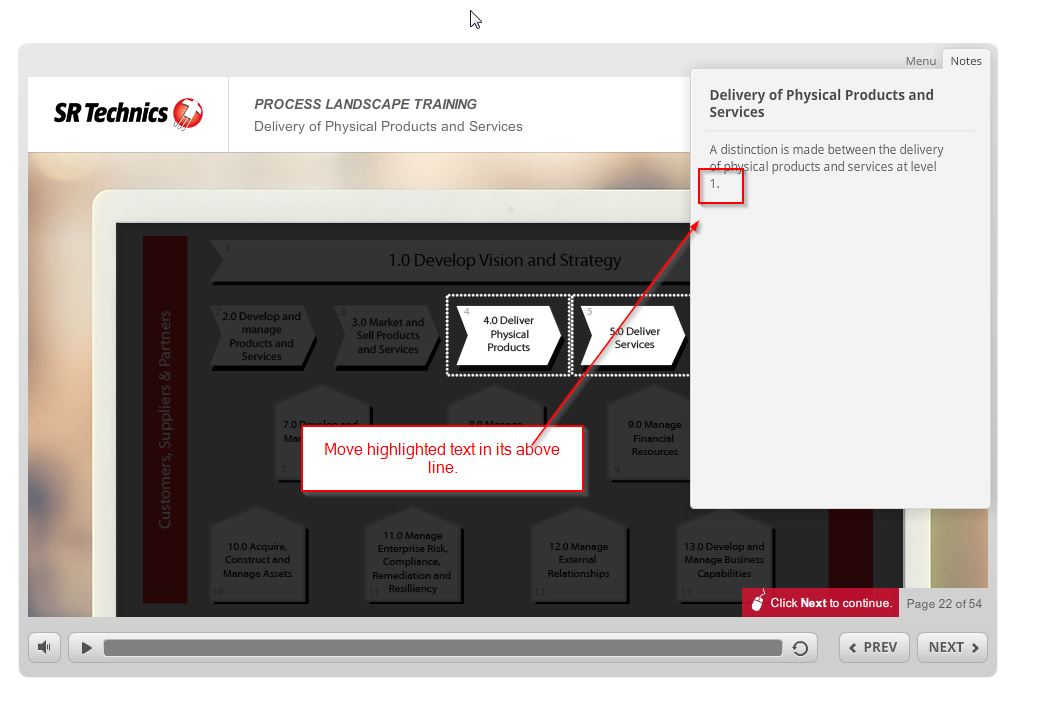 Menu
Notes
SR Technics
PROCESS LANDSCAPE TRAINING
Delivery of Physical Products and Services
Delivery of Physical Products and
Services
A distinction is made between the delivery
of physical products and services at level
1.
Customers, Suppliers & Partners
1
1.0 Develop Vision and Strategy
2
2.0 Develop and
manage
Products and
Services
3
3.0 Market and
Sell Products
and Services
4
4.0 Deliver
Physical
Products
5
5.0 Deliver
Services
7.0 Develop and
7
8.0 Manage
9.0 Manage
Financial
Resources
9
Move highlighted text in its above
line.
10.0 Acquire,
Construct and
Manage Assets
10
11.0 Manage
Enterprise Risk,
Compliance,
Remediation and
Resilliency
11
12.0 Manage
External
Relationships
12
13.0 Develop and
Manage Business
Capabilities
13
Click Next to continue.
Page 22 of 54
PREV
NEXT